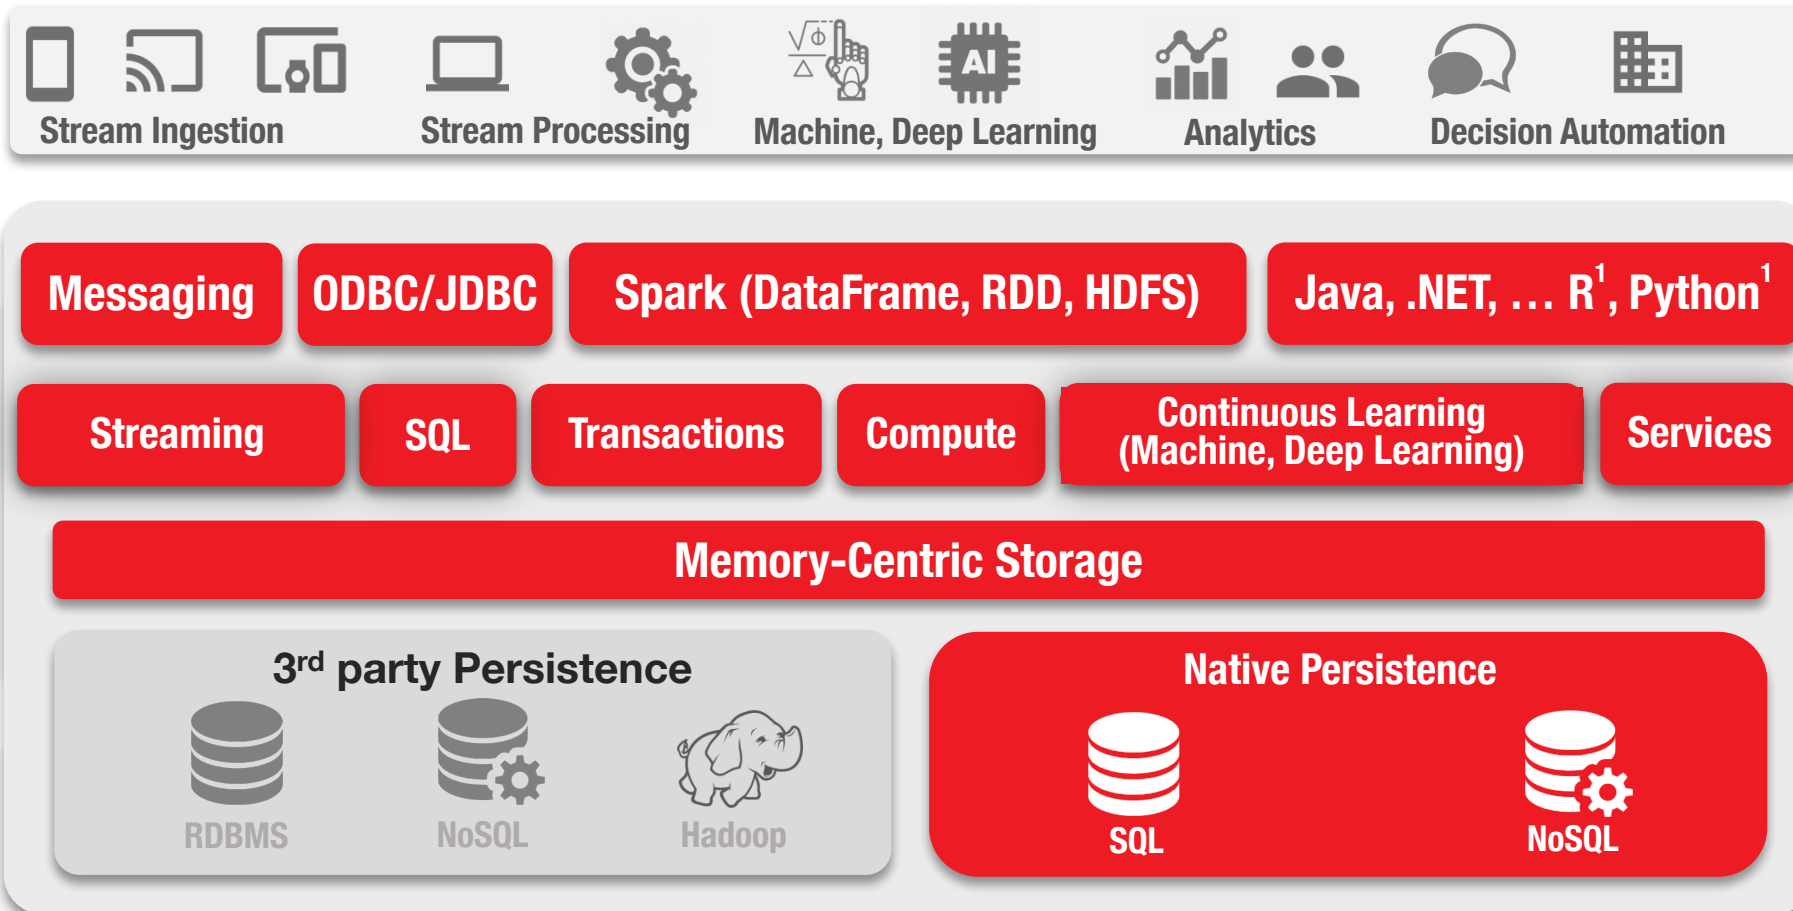 AI
Stream Ingestion
Stream Processing
Machine, Deep Learning
Analytics
Decision Automation
Messaging
ODBC/JDBC
Spark (DataFrame, RDD, HDFS)
Java, .NET, ... R¹, Python¹
Streaming
SQL
Transactions
Compute
Continuous Learning
(Machine, Deep Learning)
Services
Memory-Centric Storage
3rd party Persistence
RDBMS
NoSQL
Hadoop
Native Persistence
SQL
NoSQL